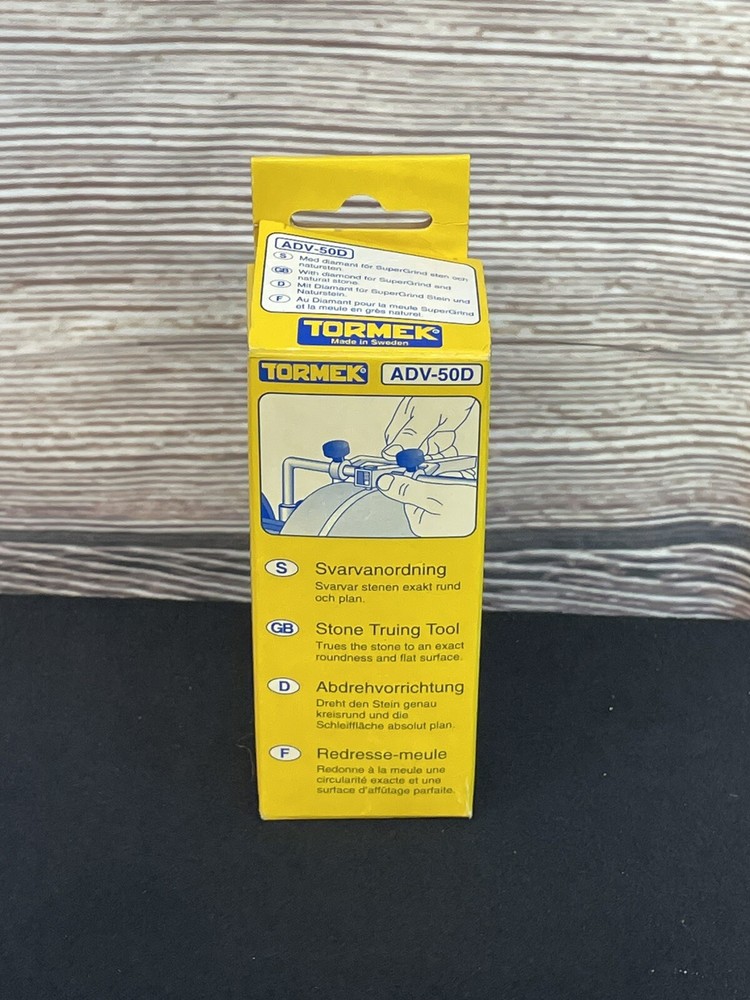 ADV-50D
S Med diamant för SuperGrind sten och
natursten.
GB With diamond for SuperGrind and
natural stone.
D Mit Diamant für SuperGrind Stein und
Naturstein.
F Au Diamant pour la meule SuperGrind
et la meule en grès naturel.
TORMEK®
Made in Sweden
TORMEK® ADV-50D
S Svarvanordning
Svarvar stenen exakt rund
och plan.
GB Stone Truing Tool
Trues the stone to an exact
roundness and flat surface.
D Abdrehvorrichtung
Dreht den Stein genau
kreisrund und die
Schleiffläche absolut plan.
F Redresse-meule
Redonne à la meule une
circularité exacte et une
surface d'affûtage parfaite.